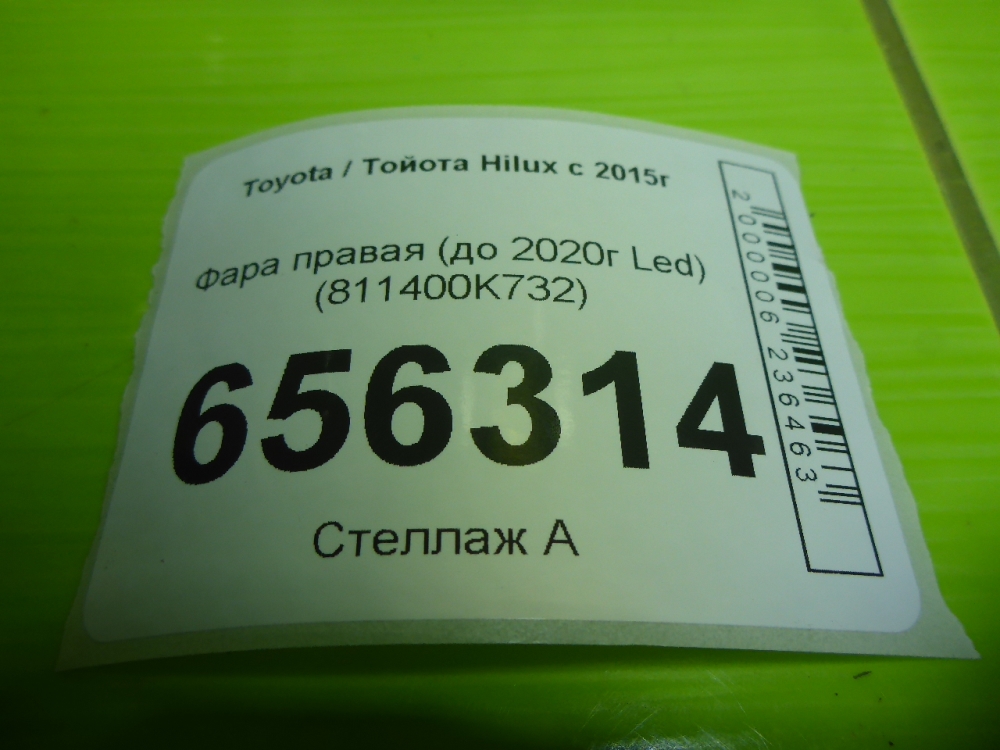 Toyota / Тойота Hilux с 2015г
Фара правая (до 2020г Led)
(811400K732)
656314
Стеллаж А
2000006236463